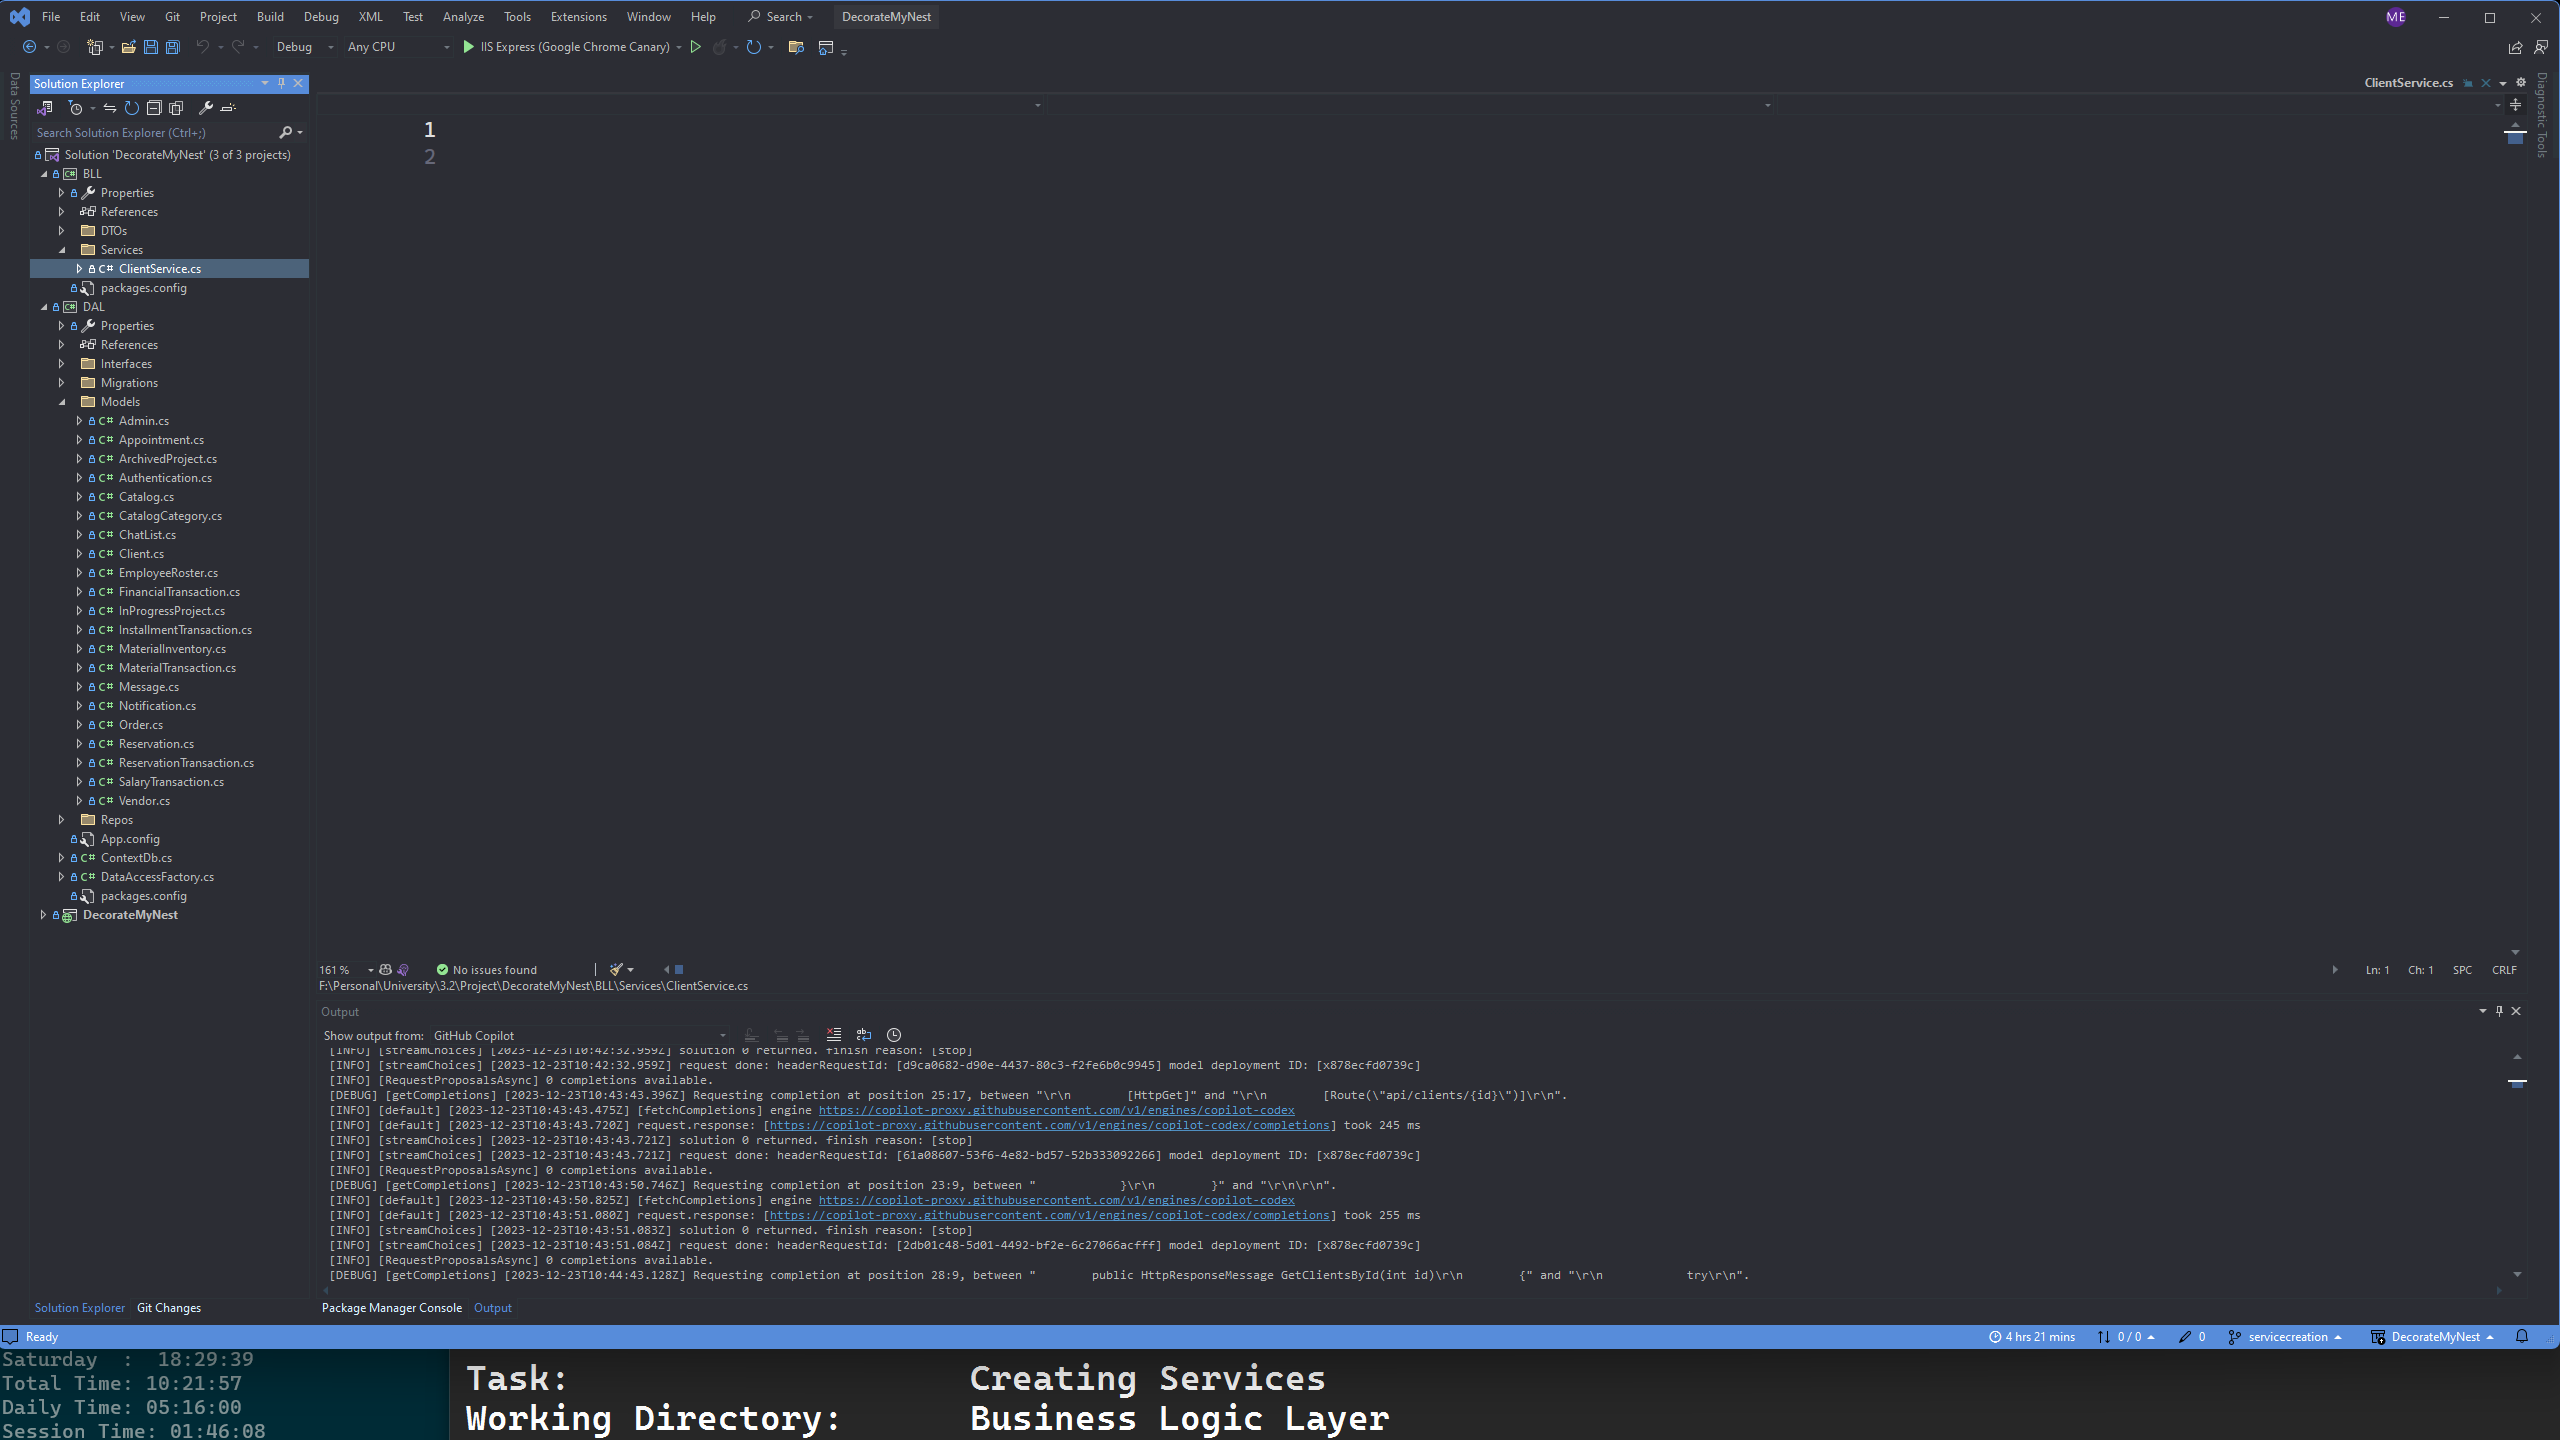 File Edit View Git Project Build Debug XML Test Analyze Tools Extensions Window Help Search DecorateMyNest ME
Debug Any CPU IIS Express (Google Chrome Canary)
Data Sources
Solution Explorer
Search Solution Explorer (Ctrl+;)
Solution 'DecorateMyNest' (3 of 3 projects)
C# BLL
Properties
References
DTOs
Services
C# ClientService.cs
packages.config
C# DAL
Properties
References
Interfaces
Migrations
Models
C# Admin.cs
C# Appointment.cs
C# ArchivedProject.cs
C# Authentication.cs
C# Catalog.cs
C# CatalogCategory.cs
C# ChatList.cs
C# Client.cs
C# EmployeeRoster.cs
C# FinancialTransaction.cs
C# InProgressProject.cs
C# InstallmentTransaction.cs
C# MaterialInventory.cs
C# MaterialTransaction.cs
C# Message.cs
C# Notification.cs
C# Order.cs
C# Reservation.cs
C# ReservationTransaction.cs
C# SalaryTransaction.cs
C# Vendor.cs
Repos
App.config
C# ContextDb.cs
C# DataAccessFactory.cs
packages.config
DecorateMyNest
Solution Explorer Git Changes
ClientService.cs
Diagnostic Tools
1
2
161 % No issues found Ln: 1 Ch: 1 SPC CRLF
F:\Personal\University\3.2\Project\DecorateMyNest\BLL\Services\ClientService.cs
Output
Show output from: GitHub Copilot
[INFO] [streamChoices] [2023-12-23T10:42:32.959Z] solution 0 returned. finish reason: [stop]
[INFO] [streamChoices] [2023-12-23T10:42:32.959Z] request done: headerRequestId: [d9ca0682-d90e-4437-80c3-f2fe6b0c9945] model deployment ID: [x878ecfd0739c]
[INFO] [RequestProposalsAsync] 0 completions available.
[DEBUG] [getCompletions] [2023-12-23T10:43:43.396Z] Requesting completion at position 25:17, between "\r\n        [HttpGet]" and "\r\n        [Route(\"api/clients/{id}\")]\r\n".
[INFO] [default] [2023-12-23T10:43:43.475Z] [fetchCompletions] engine https://copilot-proxy.githubusercontent.com/v1/engines/copilot-codex
[INFO] [default] [2023-12-23T10:43:43.720Z] request.response: [https://copilot-proxy.githubusercontent.com/v1/engines/copilot-codex/completions] took 245 ms
[INFO] [streamChoices] [2023-12-23T10:43:43.721Z] solution 0 returned. finish reason: [stop]
[INFO] [streamChoices] [2023-12-23T10:43:43.721Z] request done: headerRequestId: [61a08607-53f6-4e82-bd57-52b333092266] model deployment ID: [x878ecfd0739c]
[INFO] [RequestProposalsAsync] 0 completions available.
[DEBUG] [getCompletions] [2023-12-23T10:43:50.746Z] Requesting completion at position 23:9, between "            }\r\n        }" and "\r\n\r\n".
[INFO] [default] [2023-12-23T10:43:50.825Z] [fetchCompletions] engine https://copilot-proxy.githubusercontent.com/v1/engines/copilot-codex
[INFO] [default] [2023-12-23T10:43:51.080Z] request.response: [https://copilot-proxy.githubusercontent.com/v1/engines/copilot-codex/completions] took 255 ms
[INFO] [streamChoices] [2023-12-23T10:43:51.083Z] solution 0 returned. finish reason: [stop]
[INFO] [streamChoices] [2023-12-23T10:43:51.084Z] request done: headerRequestId: [2db01c48-5d01-4492-bf2e-6c27066acfff] model deployment ID: [x878ecfd0739c]
[INFO] [RequestProposalsAsync] 0 completions available.
[DEBUG] [getCompletions] [2023-12-23T10:44:43.128Z] Requesting completion at position 28:9, between "        public HttpResponseMessage GetClientsById(int id)\r\n        {" and "\r\n            try\r\n".
Package Manager Console Output
Ready 4 hrs 21 mins 0 / 0 0 servicecreation DecorateMyNest
Saturday  :  18:29:39
Total Time: 10:21:57
Daily Time: 05:16:00
Session Time: 01:46:08
Task: Creating Services
Working Directory: Business Logic Layer